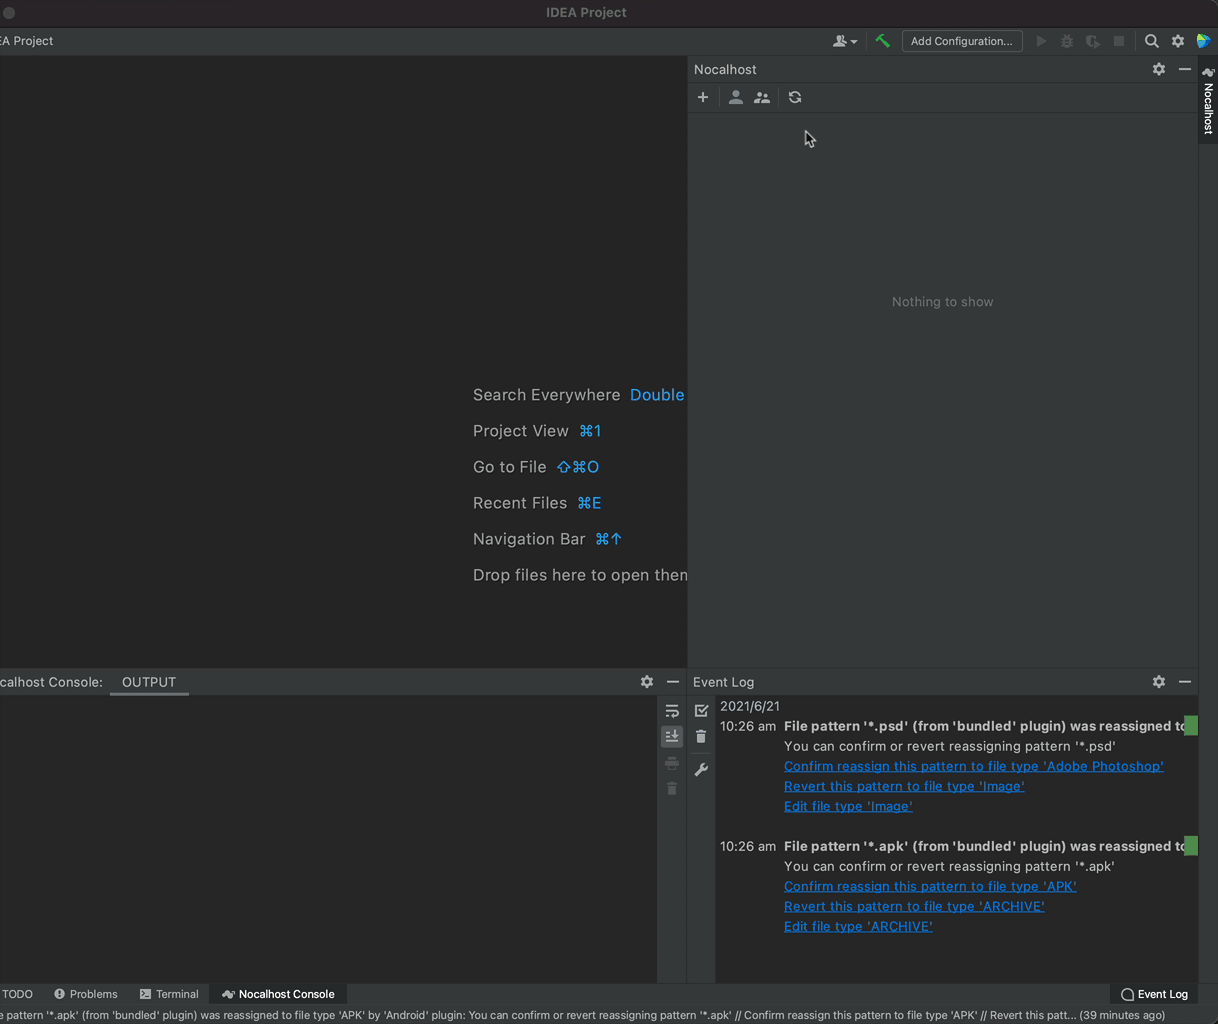 IDEA Project
EA Project
Add Configuration...
Nocalhost
Nocalhost
Nothing to show
Search Everywhere Double
Project View ⌘1
Go to File ⇧⌘O
Recent Files ⌘E
Navigation Bar ⌘↑
Drop files here to open them
calhost Console: OUTPUT
Event Log
2021/6/21
10:26 am File pattern '*.psd' (from 'bundled' plugin) was reassigned to
You can confirm or revert reassigning pattern '*.psd'
Confirm reassign this pattern to file type 'Adobe Photoshop'
Revert this pattern to file type 'Image'
Edit file type 'Image'
10:26 am File pattern '*.apk' (from 'bundled' plugin) was reassigned to
You can confirm or revert reassigning pattern '*.apk'
Confirm reassign this pattern to file type 'APK'
Revert this pattern to file type 'ARCHIVE'
Edit file type 'ARCHIVE'
TODO Problems Terminal Nocalhost Console Event Log
e pattern '*.apk' (from 'bundled' plugin) was reassigned to file type 'APK' by 'Android' plugin: You can confirm or revert reassigning pattern '*.apk' // Confirm reassign this pattern to file type 'APK' // Revert this patt... (39 minutes ago)